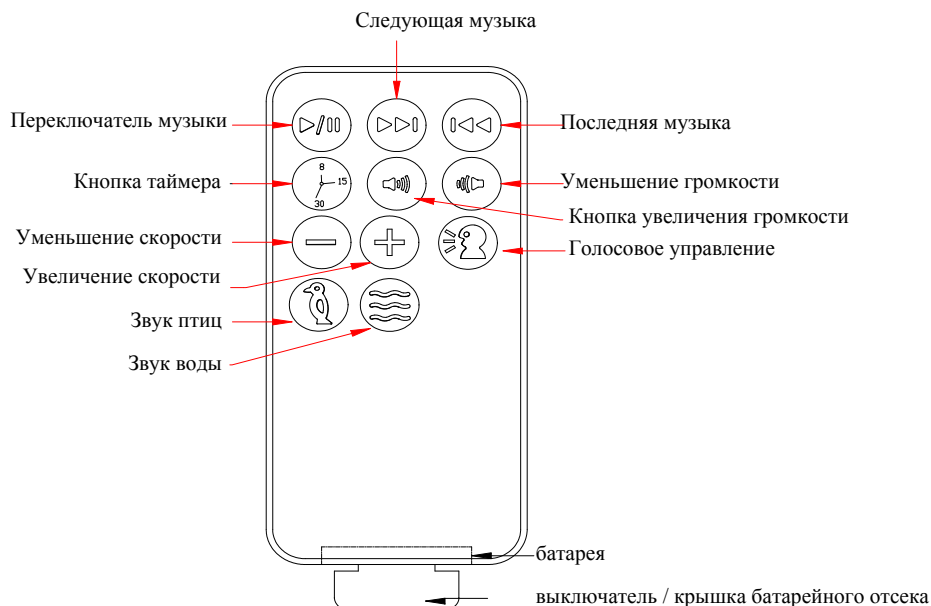 Следующая музыка
Переключатель музыки
Последняя музыка
Кнопка таймера
8
15
30
Уменьшение громкости
Кнопка увеличения громкости
Уменьшение скорости
Голосовое управление
Увеличение скорости
Звук птиц
Звук воды
батарея
выключатель / крышка батарейного отсека